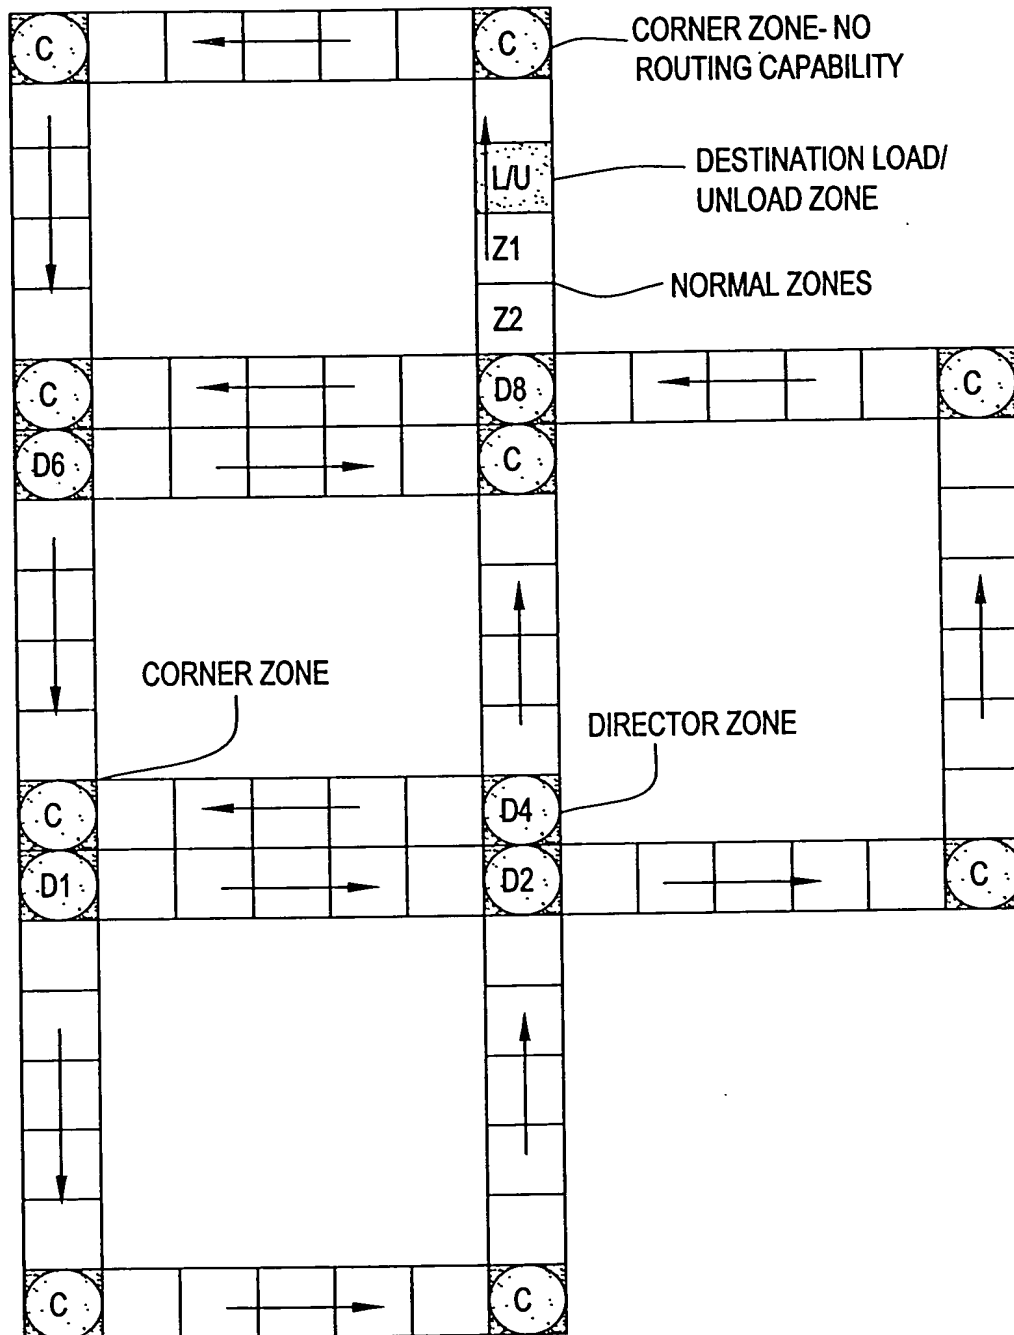 C
C
CORNER ZONE- NO
ROUTING CAPABILITY
L/U
DESTINATION LOAD/
UNLOAD ZONE
Z1
NORMAL ZONES
Z2
C
D8
C
D6
C
CORNER ZONE
DIRECTOR ZONE
C
D4
D1
D2
C
C
C